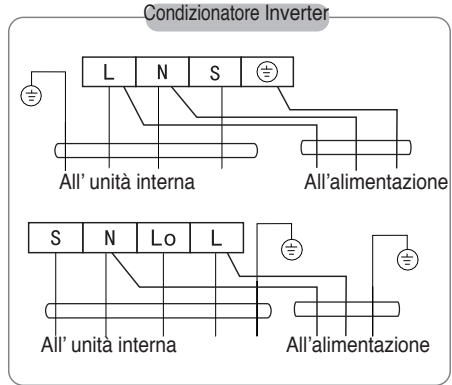 Condizionatore Inverter
L N S
All' unità interna All'alimentazione
S N Lo L
All' unità interna All'alimentazione